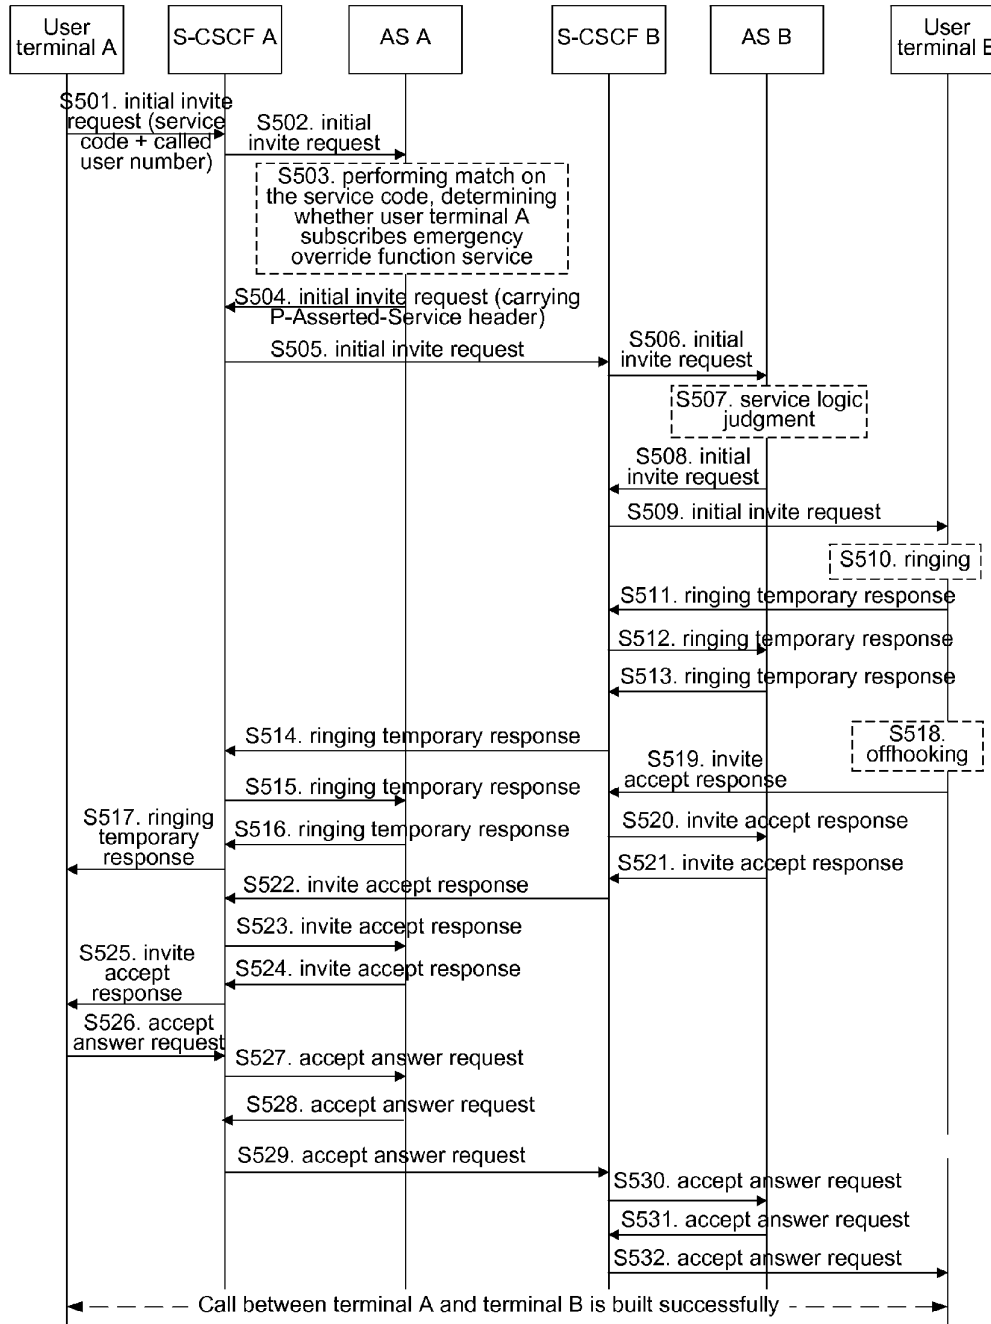 User
terminal A
S-CSCF A
AS A
S-CSCF B
AS B
User
terminal B
S501. initial invite
request (service
code + called
user number)
S502. initial
invite request
S503. performing match on
the service code, determining
whether user terminal A
subscribes emergency
override function service
S504. initial invite request (carrying
P-Asserted-Service header)
S505. initial invite request
S506. initial
invite request
S507. service logic
judgment
S508. initial
invite request
S509. initial invite request
S510. ringing
S511. ringing temporary response
S512. ringing temporary response
S513. ringing temporary response
S514. ringing temporary response
S518.
offhooking
S519. invite
accept response
S515. ringing temporary response
S517. ringing
temporary
response
S516. ringing temporary response
S520. invite accept response
S521. invite accept response
S522. invite accept response
S523. invite accept response
S525. invite
accept
response
S524. invite accept response
S526. accept
answer request
S527. accept answer request
S528. accept answer request
S529. accept answer request
S530. accept answer request
S531. accept answer request
S532. accept answer request
Call between terminal A and terminal B is built successfully